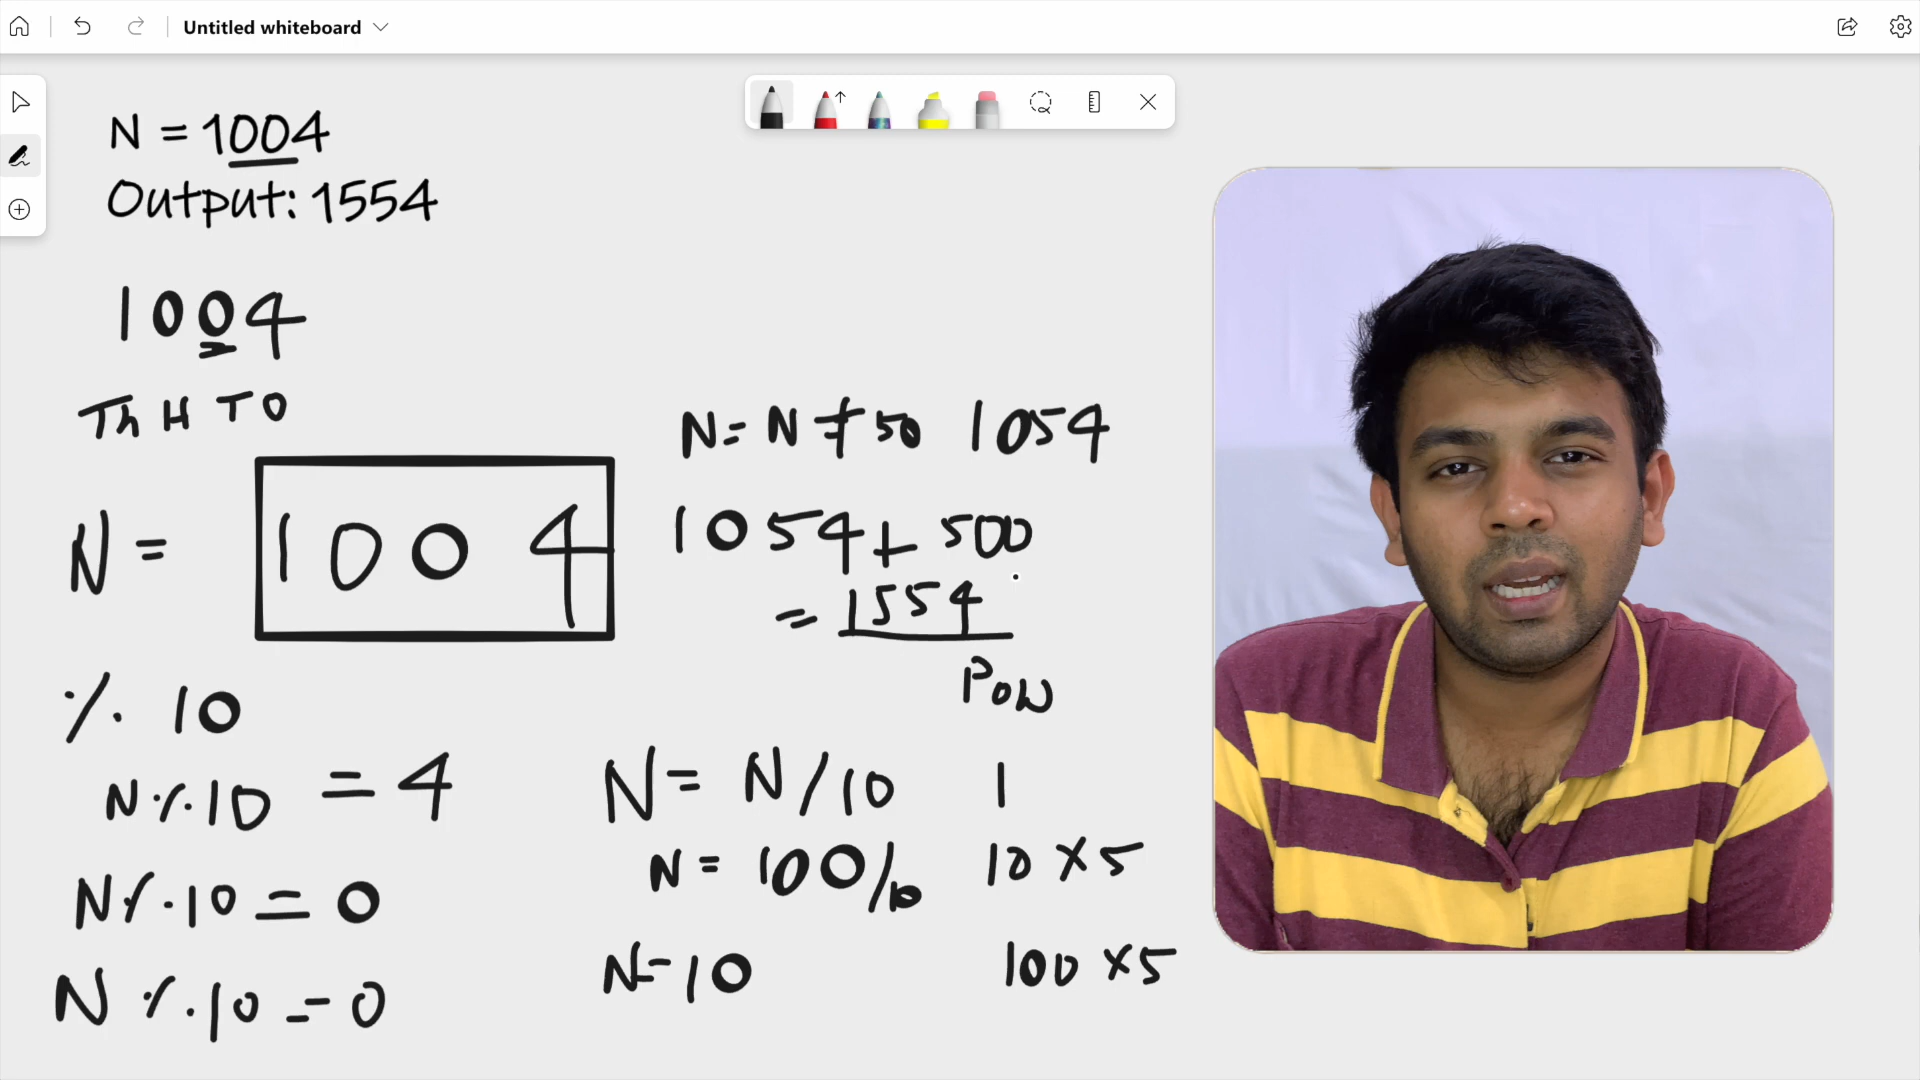 Untitled whiteboard
N = 1004
Output: 1554
1004
Th H T O
N = 1004
% 10
N % 10 = 4
N % 10 = 0
N % 10 = 0
N = N + 50 1054
1054 + 500
= 1554
Pow
N = N / 10 1
N = 100/10 10 × 5
N = 10 100 × 5